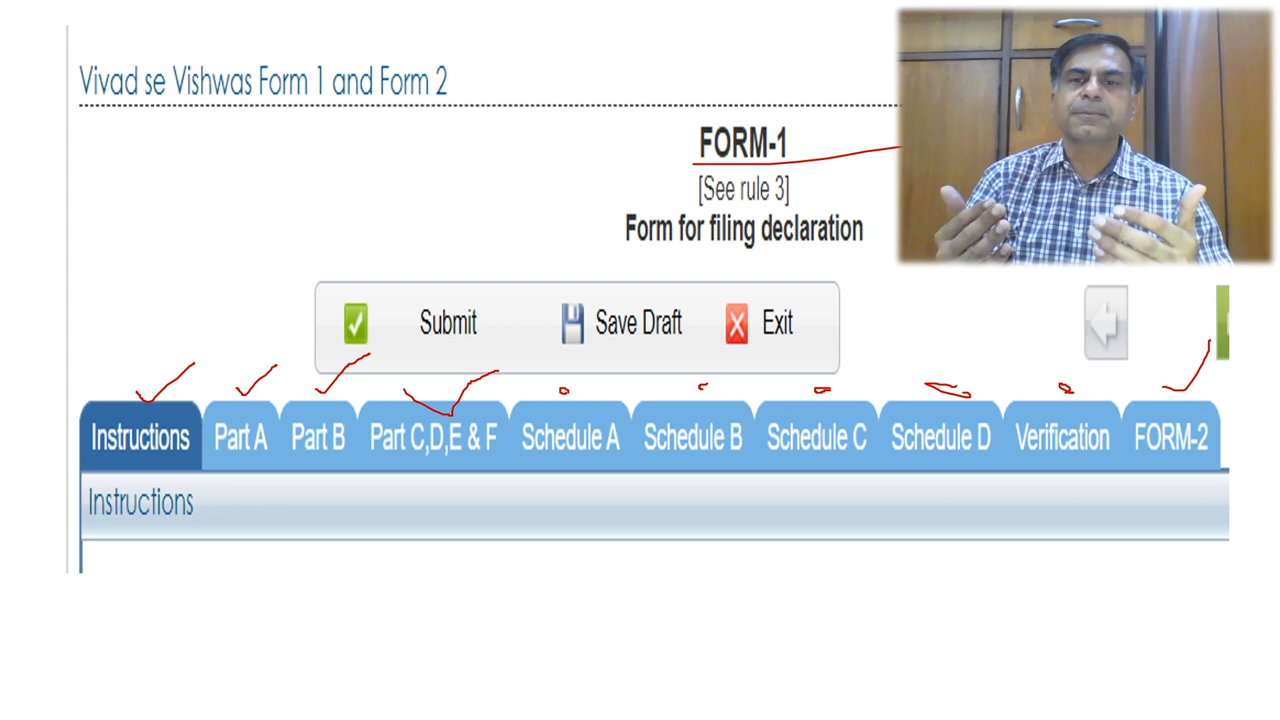 Vivad se Vishwas Form 1 and Form 2
FORM-1
[See rule 3]
Form for filing declaration
Submit Save Draft Exit
Instructions Part A Part B Part C,D,E & F Schedule A Schedule B Schedule C Schedule D Verification FORM-2
Instructions